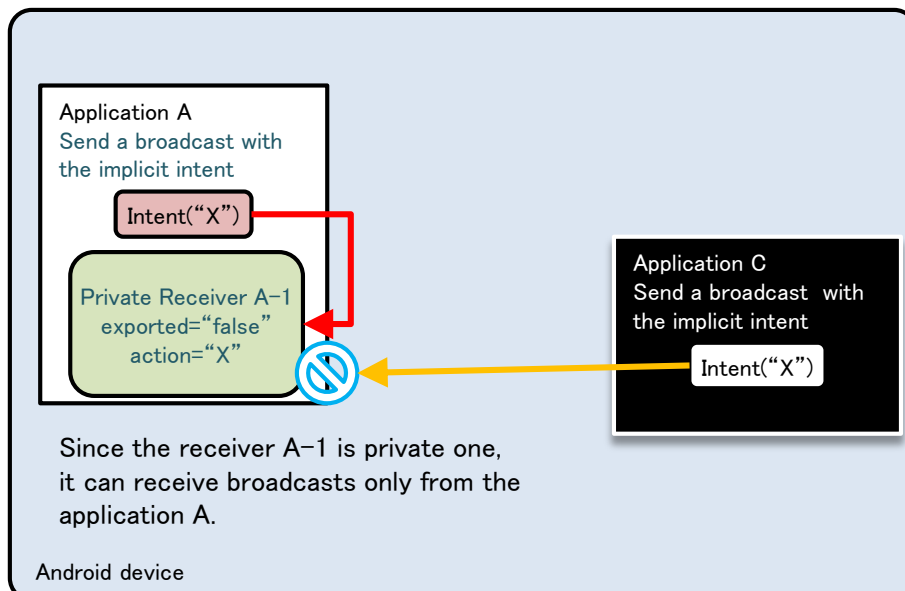 Application A
Send a broadcast with
the implicit intent
Intent(“X”)
Private Receiver A-1
exported=“false”
action=“X”
Application C
Send a broadcast  with
the implicit intent
Intent(“X”)
Since the receiver A-1 is private one,
it can receive broadcasts only from the
application A.
Android device